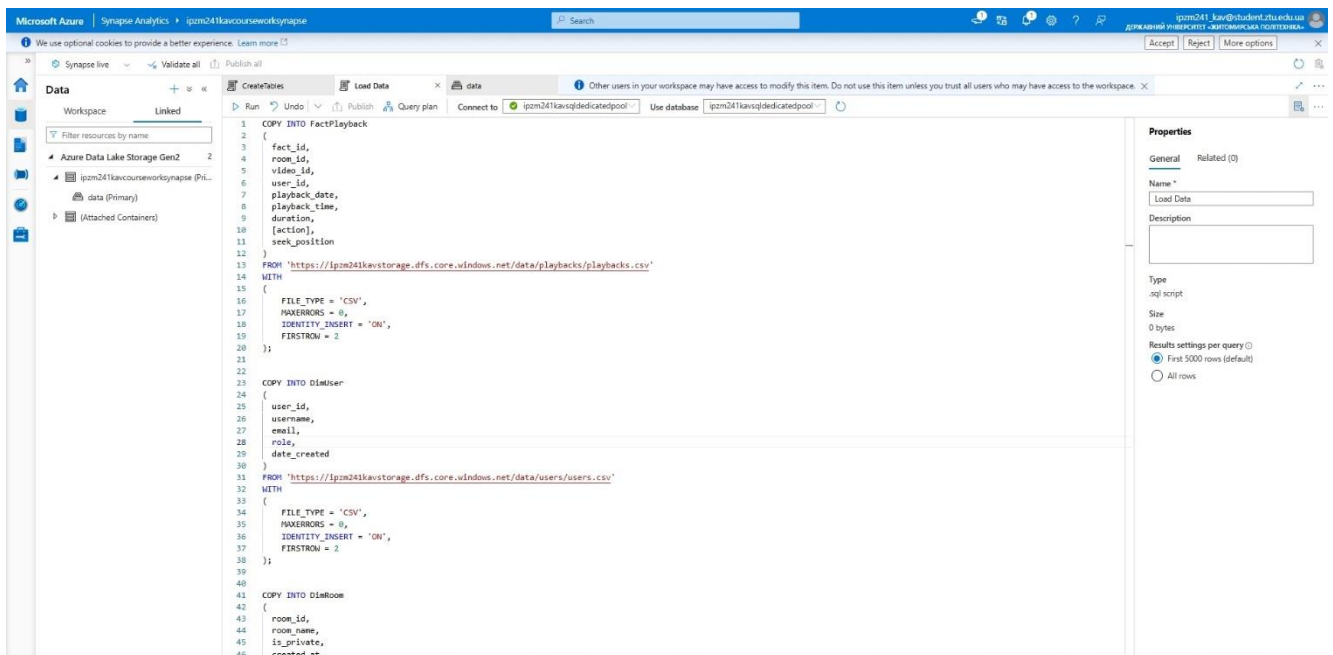 Microsoft Azure | Synapse Analytics ▸ ipzm241kavcourseworksynapse
Search
1
1
ipzm241_kav@student.ztu.edu.ua
ДЕРЖАВНИЙ УНІВЕРСИТЕТ «ЖИТОМИРСЬКА ПОЛІТЕХНІКА»
We use optional cookies to provide a better experience. Learn more
Accept Reject More options
Synapse live Validate all Publish all
Data
Workspace Linked
Filter resources by name
Azure Data Lake Storage Gen2 2
ipzm241kavcourseworksynapse (Pri...
data (Primary)
(Attached Containers)
CreateTables Load Data data
Other users in your workspace may have access to modify this item. Do not use this item unless you trust all users who may have access to the workspace.
Run Undo Publish Query plan Connect to ipzm241kavsqldedicatedpool Use database ipzm241kavsqldedicatedpool
1 COPY INTO FactPlayback
2 (
3 fact_id,
4 room_id,
5 video_id,
6 user_id,
7 playback_date,
8 playback_time,
9 duration,
10 [action],
11 seek_position
12 )
13 FROM 'https://ipzm241kavstorage.dfs.core.windows.net/data/playbacks/playbacks.csv'
14 WITH
15 (
16 FILE_TYPE = 'CSV',
17 MAXERRORS = 0,
18 IDENTITY_INSERT = 'ON',
19 FIRSTROW = 2
20 );
21
22
23 COPY INTO DimUser
24 (
25 user_id,
26 username,
27 email,
28 role,
29 date_created
30 )
31 FROM 'https://ipzm241kavstorage.dfs.core.windows.net/data/users/users.csv'
32 WITH
33 (
34 FILE_TYPE = 'CSV',
35 MAXERRORS = 0,
36 IDENTITY_INSERT = 'ON',
37 FIRSTROW = 2
38 );
39
40
41 COPY INTO DimRoom
42 (
43 room_id,
44 room_name,
45 is_private,
46 created_at
Properties
General Related (0)
Name *
Load Data
Description
Type
.sql script
Size
0 bytes
Results settings per query
First 5000 rows (default)
All rows